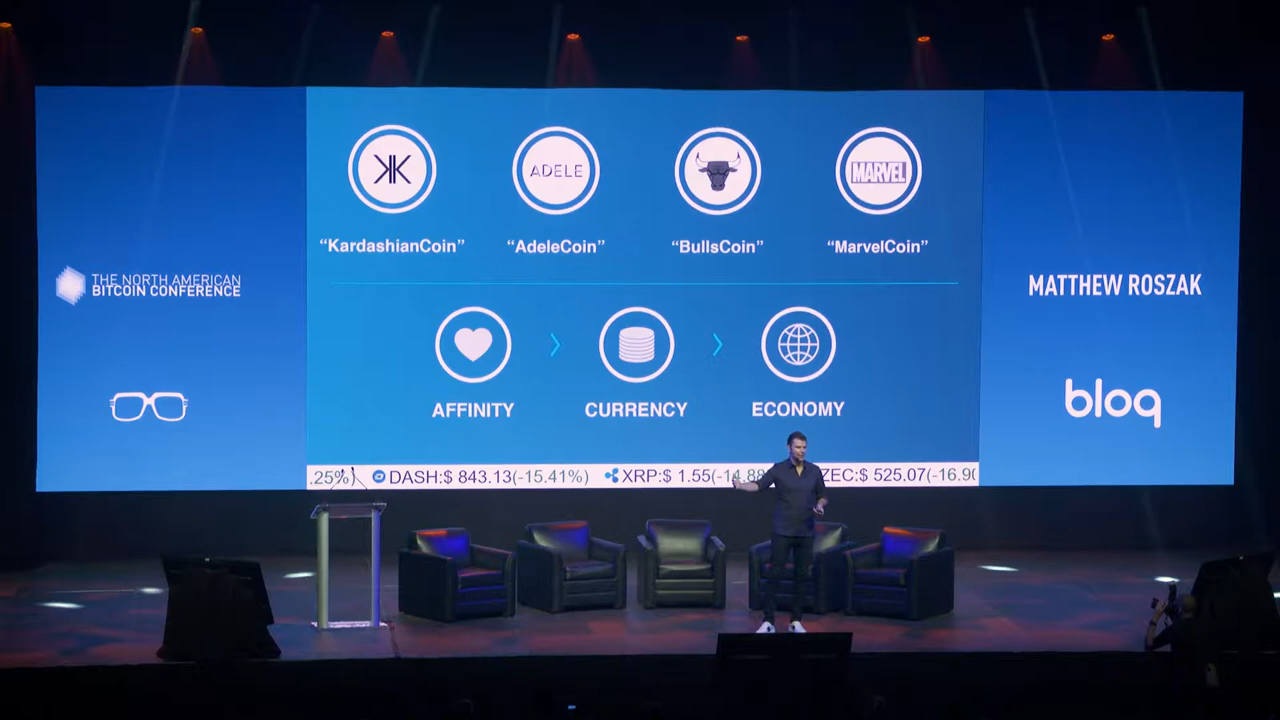 KK
ADELE
MARVEL
“KardashianCoin”
“AdeleCoin”
“BullsCoin”
“MarvelCoin”
THE NORTH AMERICAN
BITCOIN CONFERENCE
MATTHEW ROSZAK
AFFINITY
CURRENCY
ECONOMY
bloq
.25%) DASH:$ 843.13(-15.41%) XRP:$ 1.55(-14.88 ZEC:$ 525.07(-16.90